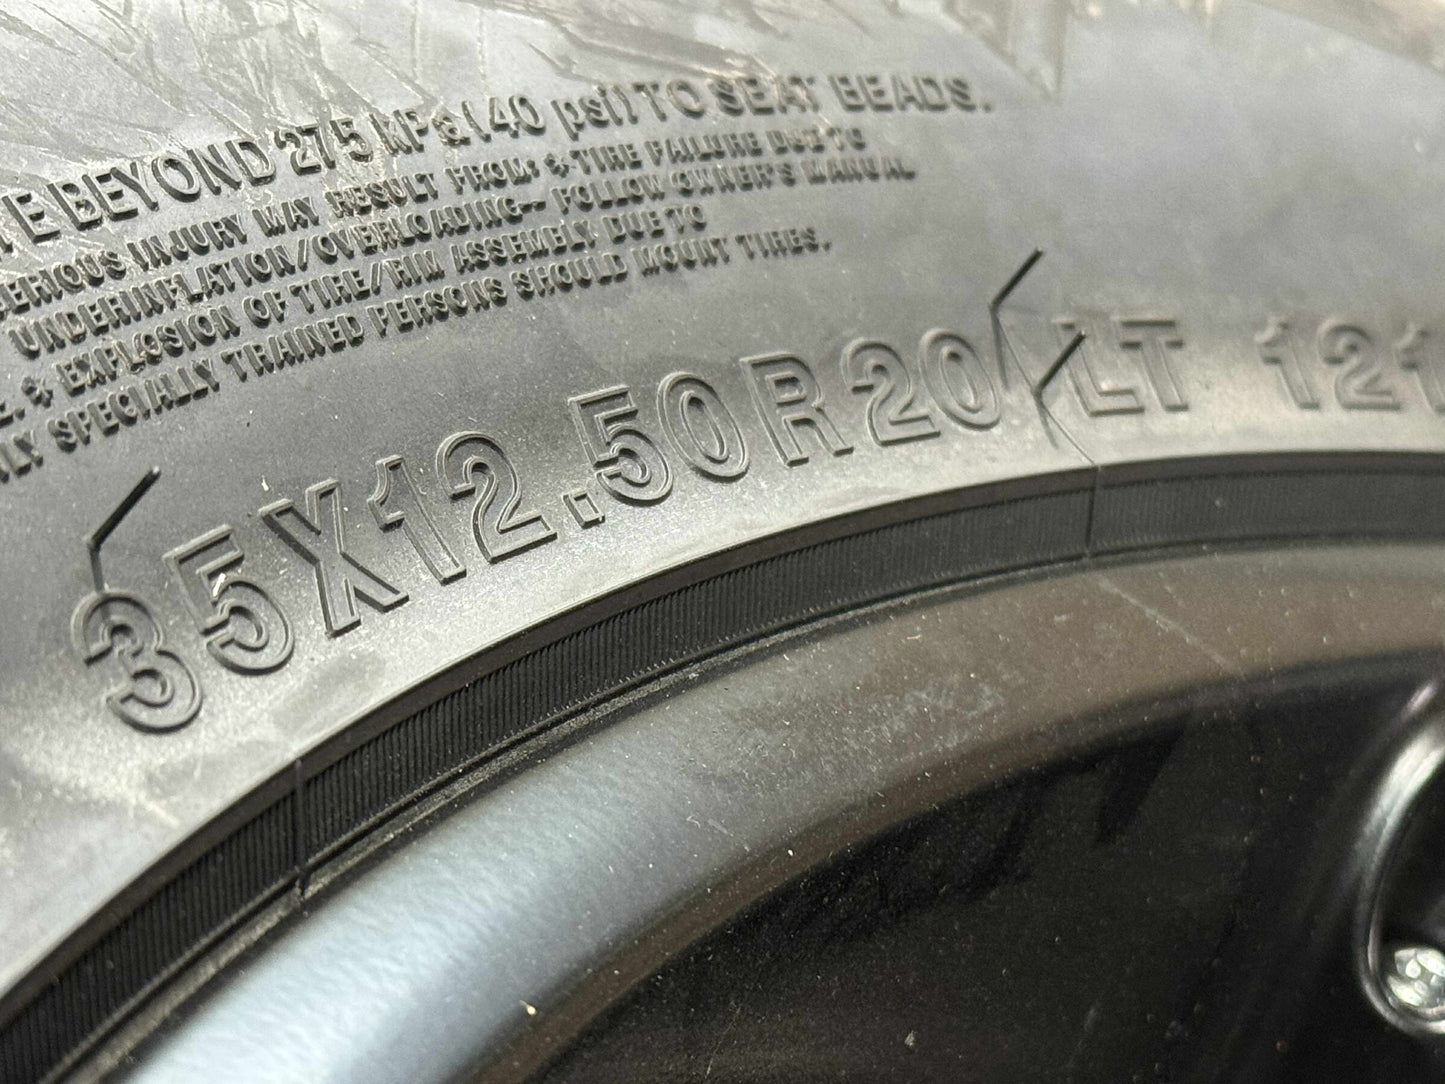 BEYOND 275 kPa (40 psi) TO SEAT BEADS.
SERIOUS INJURY MAY RESULT FROM: * TIRE FAILURE DUE TO
UNDERINFLATION/OVERLOADING- FOLLOW OWNER'S MANUAL
* EXPLOSION OF TIRE/RIM ASSEMBLY DUE TO
SPECIALLY TRAINED PERSONS SHOULD MOUNT TIRES.
35X12.50R20 LT 121